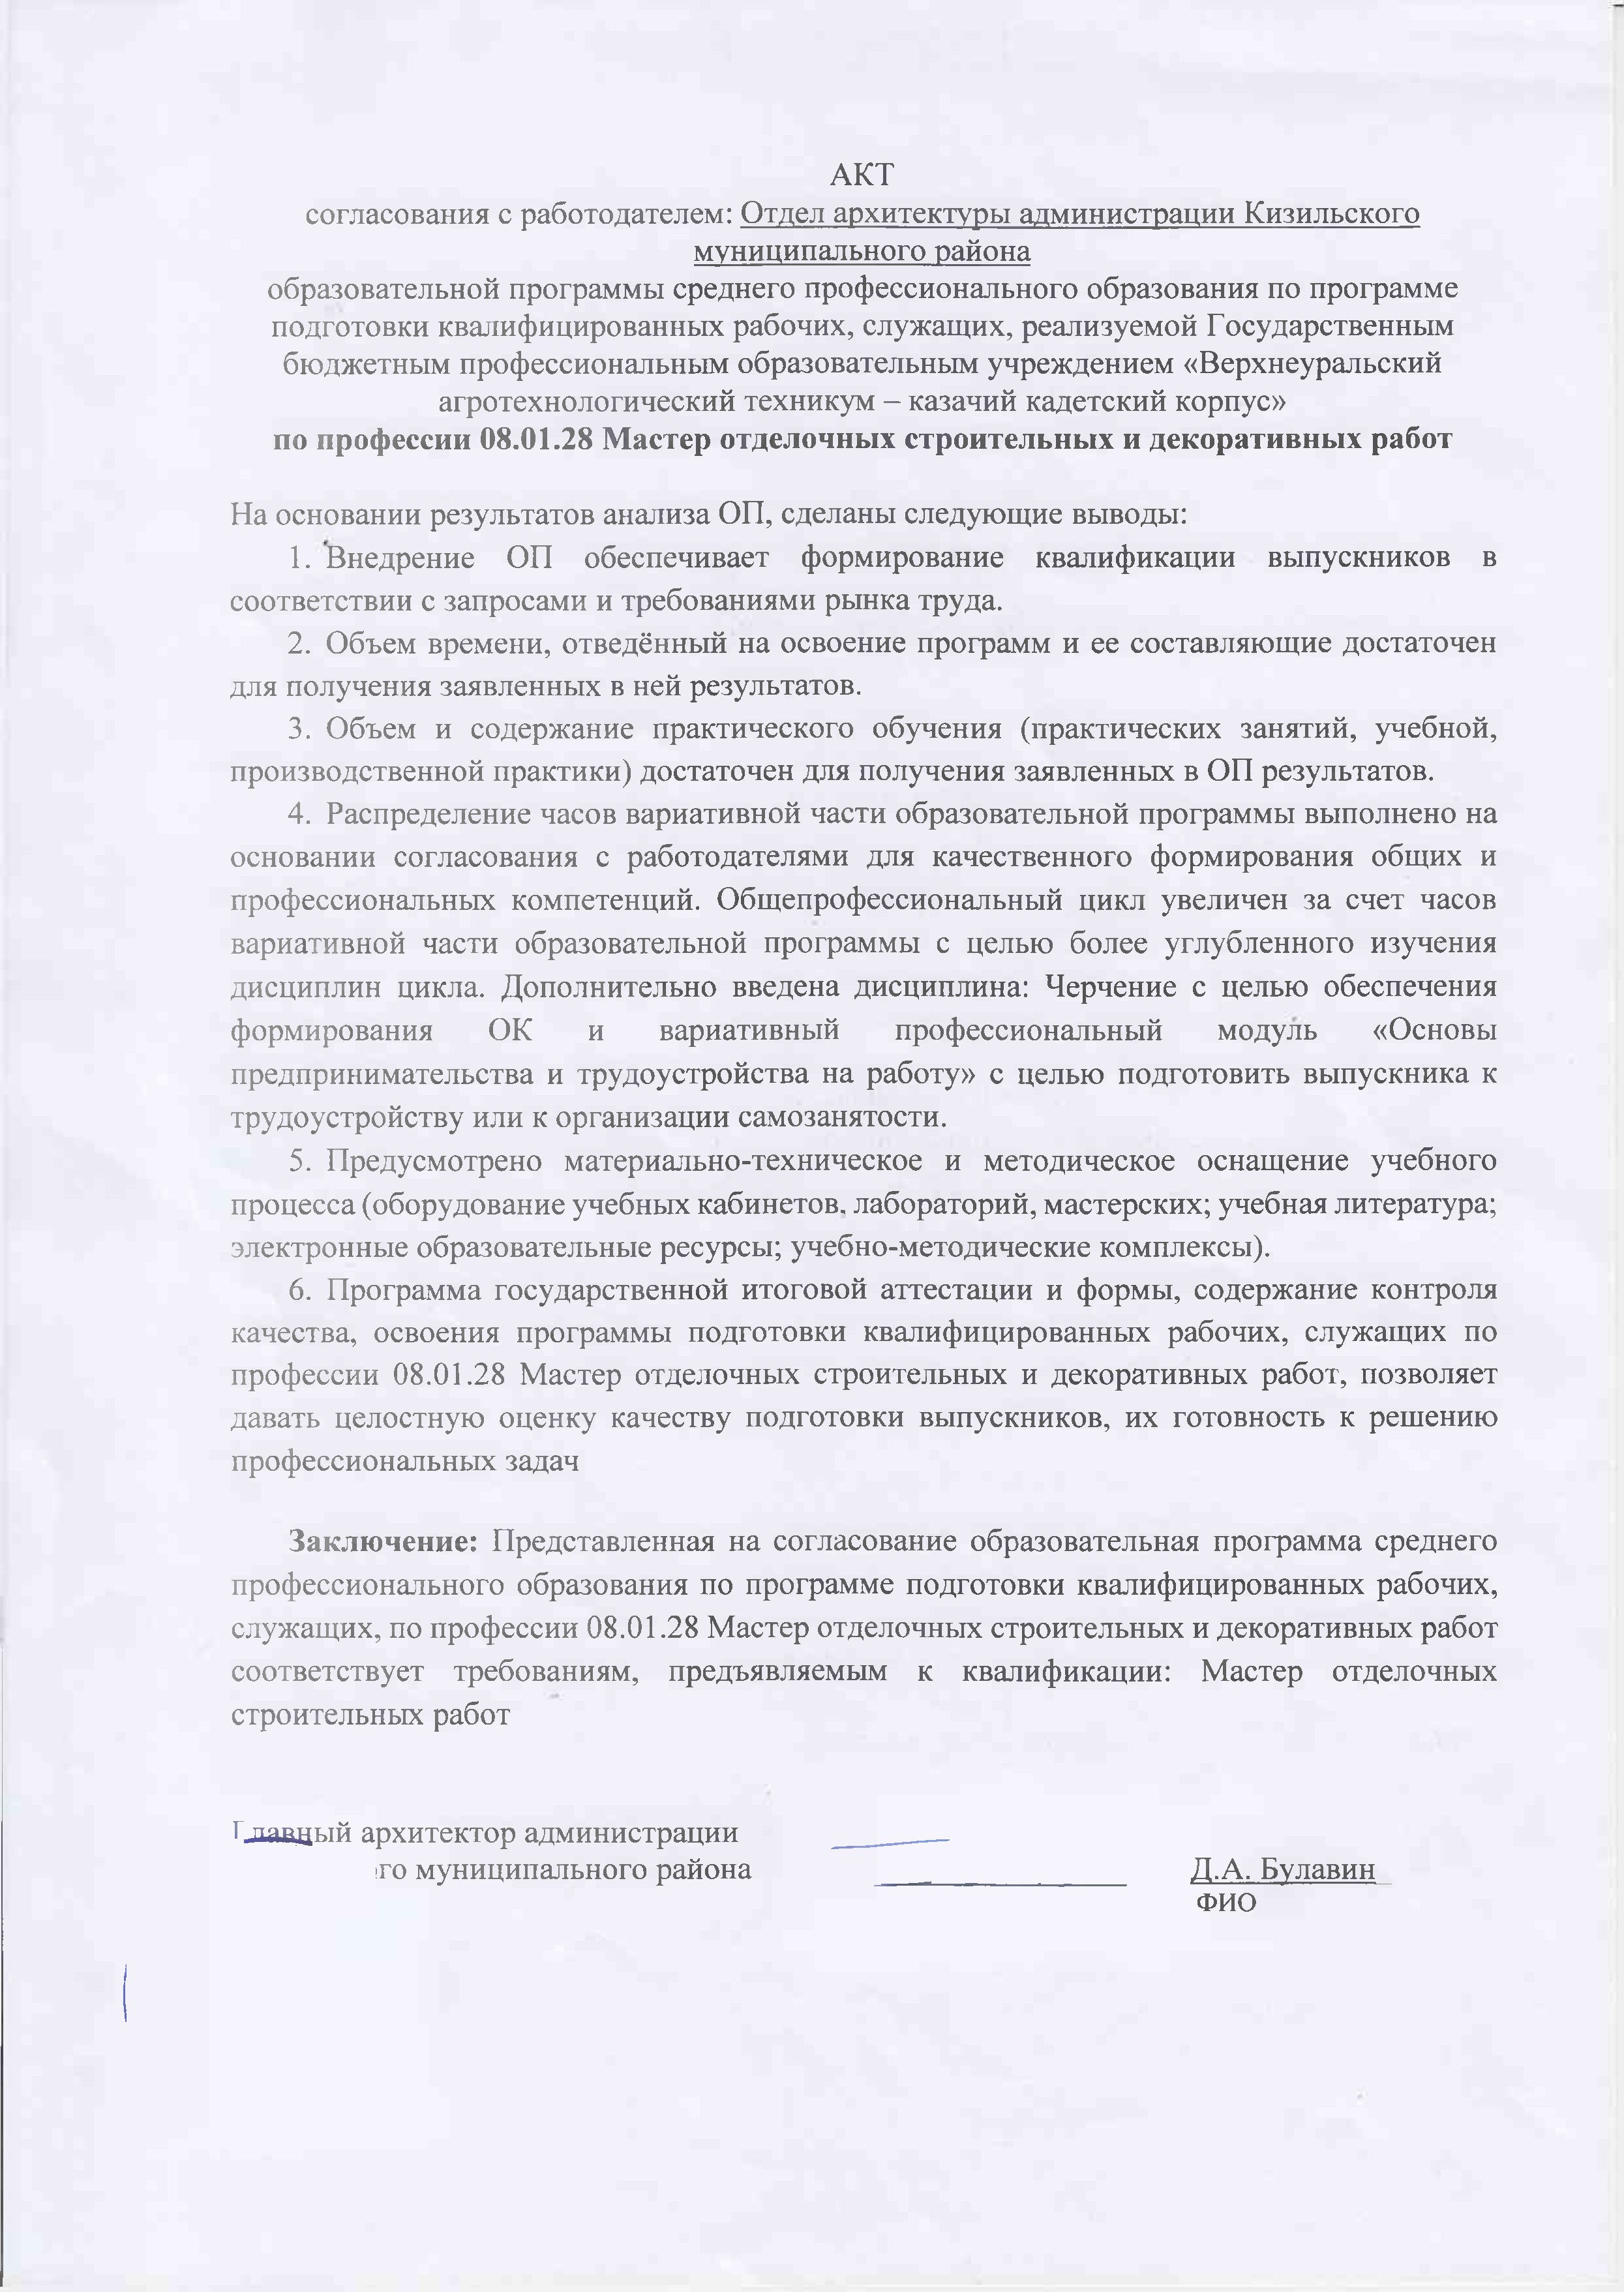 АКТ
согласования с работодателем: Отдел архитектуры администрации Кизильского
муниципального района
образовательной программы среднего профессионального образования по программе
подготовки квалифицированных рабочих, служащих, реализуемой Государственным
бюджетным профессиональным образовательным учреждением «Верхнеуральский
агротехнологический техникум – казачий кадетский корпус»
по профессии 08.01.28 Мастер отделочных строительных и декоративных работ
На основании результатов анализа ОП, сделаны следующие выводы:
1. Внедрение ОП обеспечивает формирование квалификации выпускников в
соответствии с запросами и требованиями рынка труда.
2. Объем времени, отведённый на освоение программ и ее составляющие достаточен
для получения заявленных в ней результатов.
3. Объем и содержание практического обучения (практических занятий, учебной,
производственной практики) достаточен для получения заявленных в ОП результатов.
4. Распределение часов вариативной части образовательной программы выполнено на
основании согласования с работодателями для качественного формирования общих и
профессиональных компетенций. Общепрофессиональный цикл увеличен за счет часов
вариативной части образовательной программы с целью более углубленного изучения
дисциплин цикла. Дополнительно введена дисциплина: Черчение с целью обеспечения
формирования ОК и вариативный профессиональный модуль «Основы
предпринимательства и трудоустройства на работу» с целью подготовить выпускника к
трудоустройству или к организации самозанятости.
5. Предусмотрено материально-техническое и методическое оснащение учебного
процесса (оборудование учебных кабинетов, лабораторий, мастерских; учебная литература;
электронные образовательные ресурсы; учебно-методические комплексы).
6. Программа государственной итоговой аттестации и формы, содержание контроля
качества, освоения программы подготовки квалифицированных рабочих, служащих по
профессии 08.01.28 Мастер отделочных строительных и декоративных работ, позволяет
давать целостную оценку качеству подготовки выпускников, их готовность к решению
профессиональных задач
Заключение: Представленная на согласование образовательная программа среднего
профессионального образования по программе подготовки квалифицированных рабочих,
служащих, по профессии 08.01.28 Мастер отделочных строительных и декоративных работ
соответствует требованиям, предъявляемым к квалификации: Мастер отделочных
строительных работ
Главный архитектор администрации
го муниципального района
Д.А. Булавин
ФИО